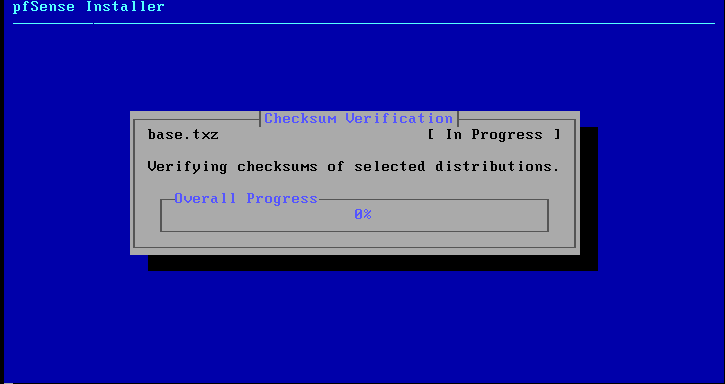 pfSense Installer
Checksum Verification
base.txz [ In Progress ]
Verifying checksums of selected distributions.
Overall Progress
0%